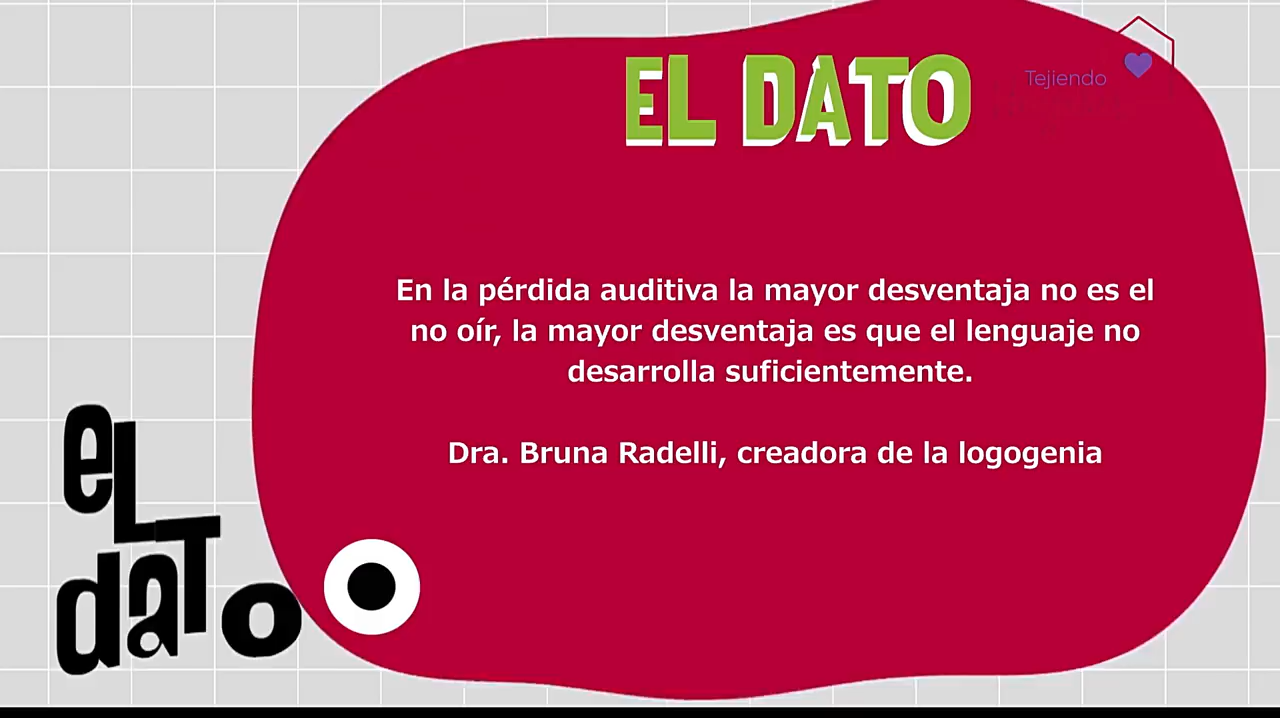 EL DATO
Tejiendo
En la pérdida auditiva la mayor desventaja no es el
no oír, la mayor desventaja es que el lenguaje no
desarrolla suficientemente.
Dra. Bruna Radelli, creadora de la logogenia
eL
daTo